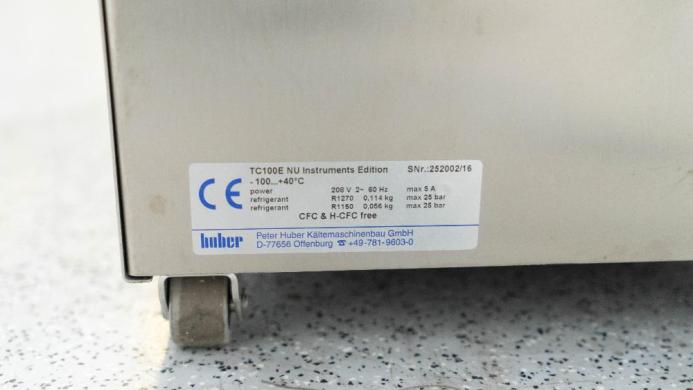 TC100E NU Instruments Edition SNr.:252002/16
- 100...+40°C
power 208 V 2~ 60 Hz max 5 A
refrigerant R1270 0,114 kg max 25 bar
refrigerant R1150 0,056 kg max 25 bar
CFC & H-CFC free
CE
huber
Peter Huber Kältemaschinenbau GmbH
D-77656 Offenburg ☎ +49-781-9603-0